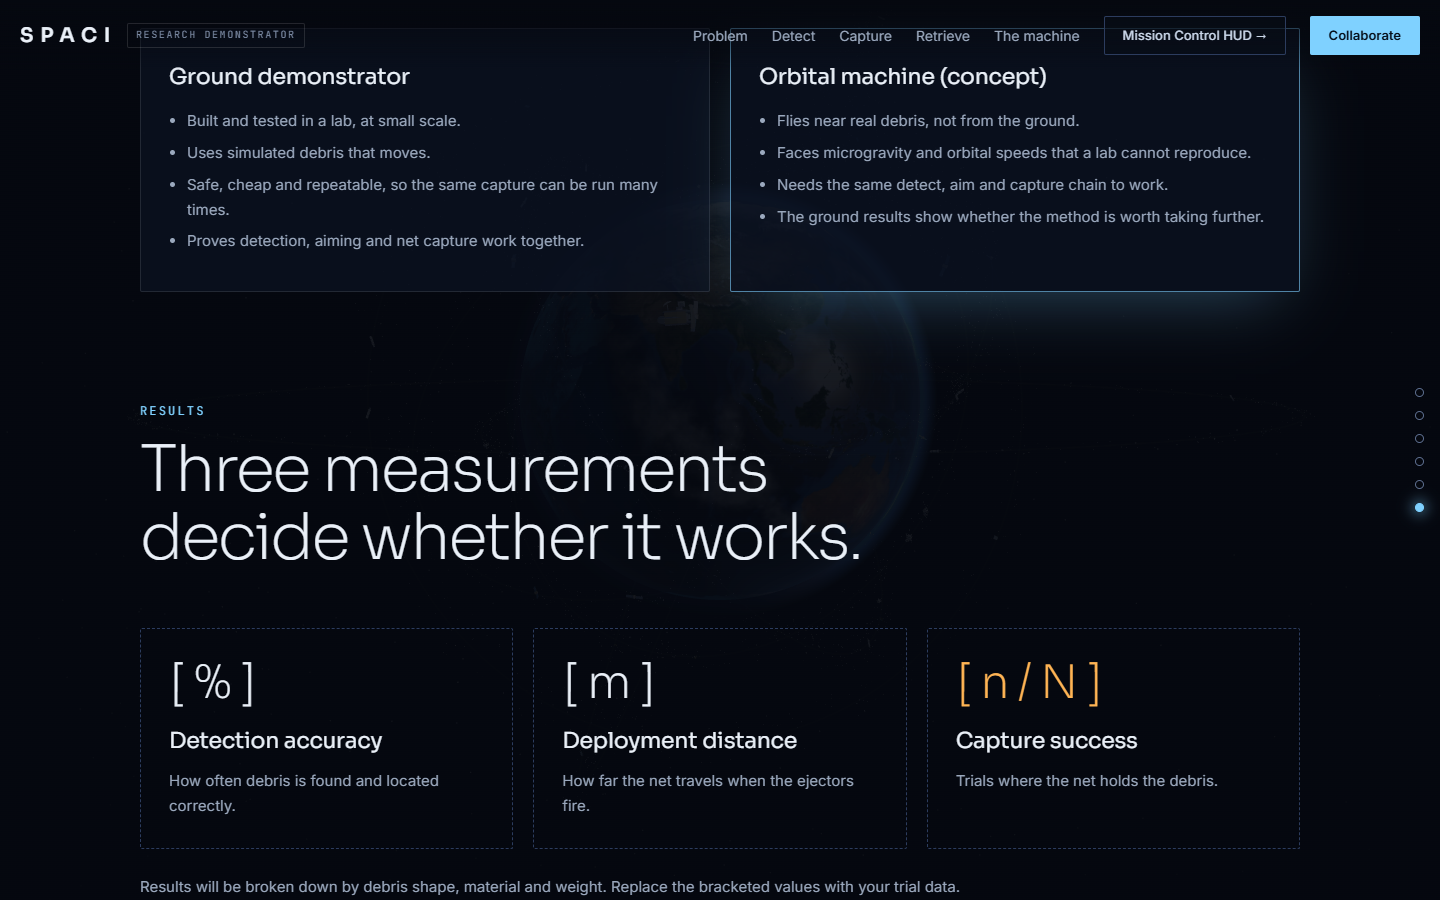 SPACI
RESEARCH DEMONSTRATOR
Problem
Detect
Capture
Retrieve
The machine
Mission Control HUD →
Collaborate
Ground demonstrator
• Built and tested in a lab, at small scale.
• Uses simulated debris that moves.
• Safe, cheap and repeatable, so the same capture can be run many
times.
• Proves detection, aiming and net capture work together.
Orbital machine (concept)
• Flies near real debris, not from the ground.
• Faces microgravity and orbital speeds that a lab cannot reproduce.
• Needs the same detect, aim and capture chain to work.
• The ground results show whether the method is worth taking further.
RESULTS
Three measurements
decide whether it works.
[%]
Detection accuracy
How often debris is found and located
correctly.
[m]
Deployment distance
How far the net travels when the ejectors
fire.
[n/N]
Capture success
Trials where the net holds the debris.
Results will be broken down by debris shape, material and weight. Replace the bracketed values with your trial data.